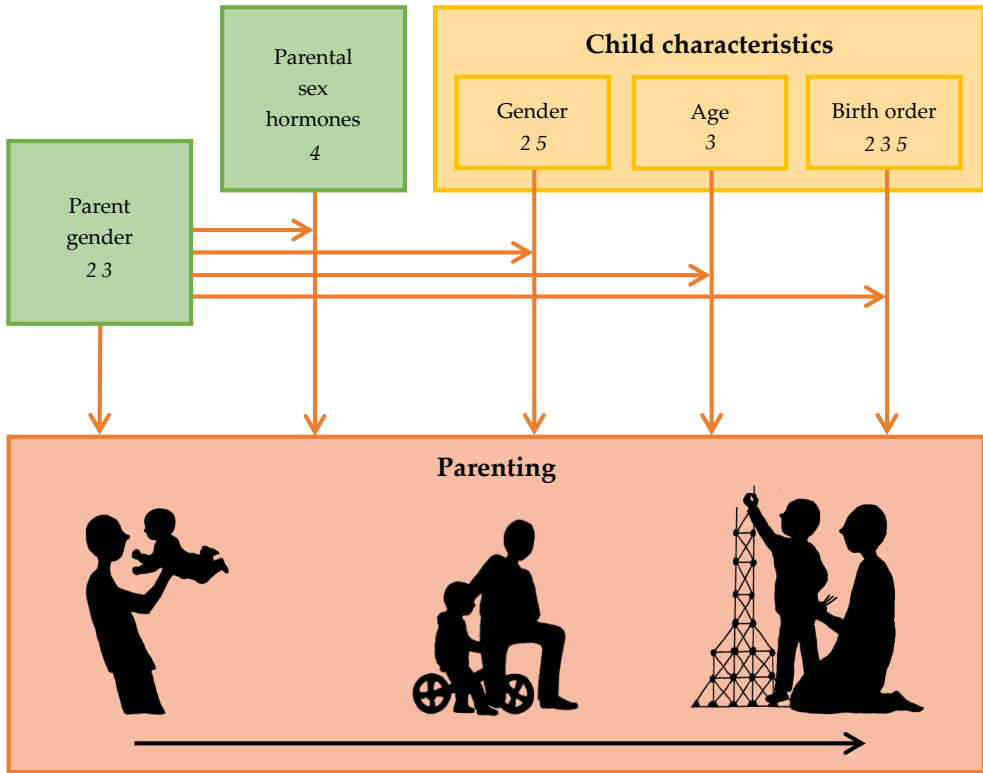 Parental
sex
hormones
4
Child characteristics
Gender
2 5
Age
3
Birth order
2 3 5
Parent
gender
2 3
Parenting